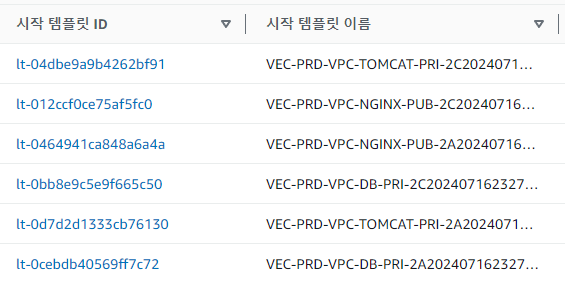 시작 템플릿 ID 시작 템플릿 이름
lt-04dbe9a9b4262bf91 VEC-PRD-VPC-TOMCAT-PRI-2C2024071...
lt-012ccf0ce75af5fc0 VEC-PRD-VPC-NGINX-PUB-2C20240716...
lt-0464941ca848a6a4a VEC-PRD-VPC-NGINX-PUB-2A20240716...
lt-0bb8e9c5e9f665c50 VEC-PRD-VPC-DB-PRI-2C202407162327...
lt-0d7d2d1333cb76130 VEC-PRD-VPC-TOMCAT-PRI-2A2024071...
lt-0cebdb40569ff7c72 VEC-PRD-VPC-DB-PRI-2A202407162327...